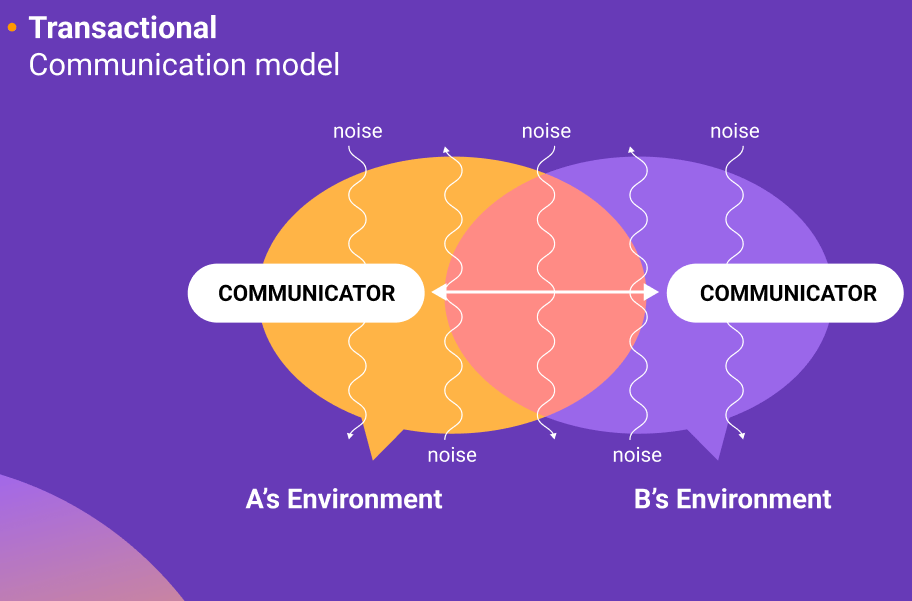 Transactional
Communication model
noise noise noise
COMMUNICATOR COMMUNICATOR
noise noise
A’s Environment B’s Environment